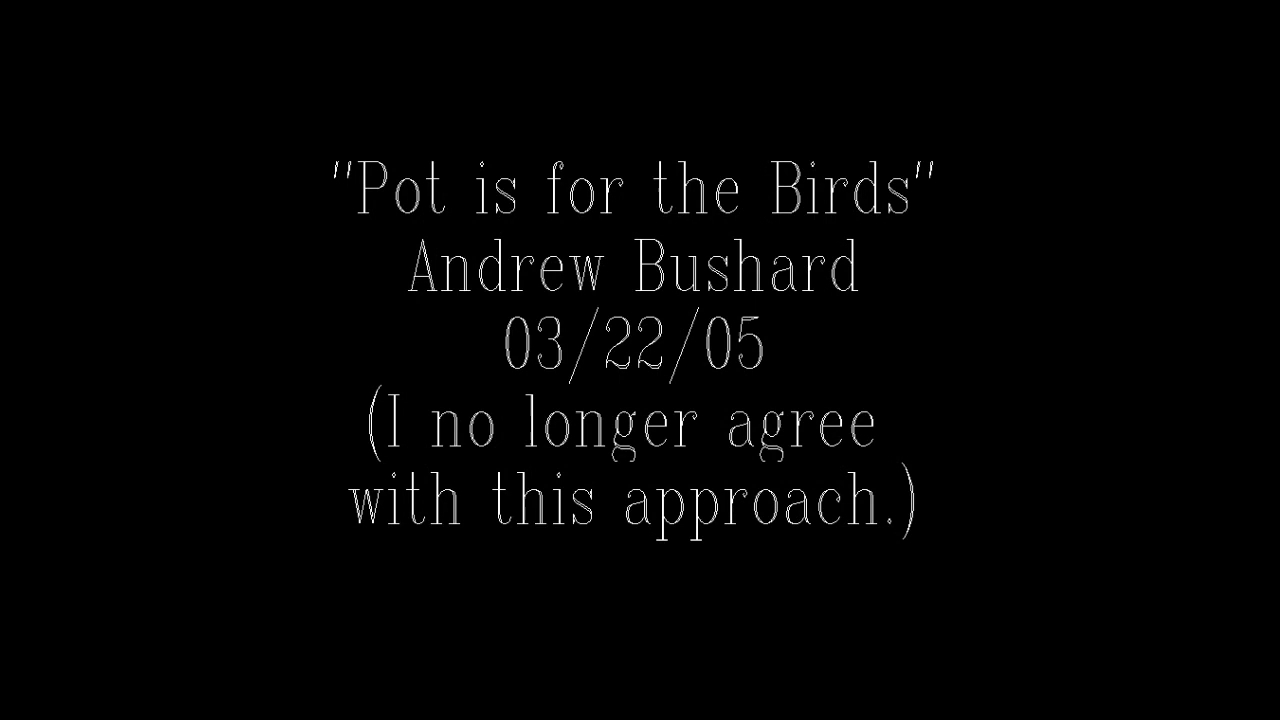 "Pot is for the Birds"
Andrew Bushard
03/22/05
(I no longer agree
with this approach.)